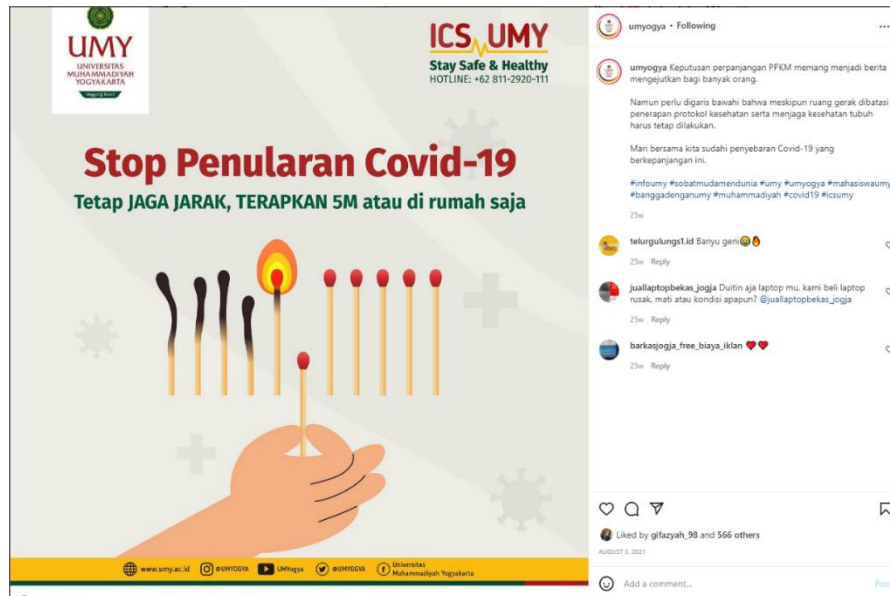 UMY
UNIVERSITAS
MUHAMMADIYAH
YOGYAKARTA
Unggul & Islami
ICS UMY
Stay Safe & Healthy
HOTLINE: +62 811-2920-111
Stop Penularan Covid-19
Tetap JAGA JARAK, TERAPKAN 5M atau di rumah saja
www.umy.ac.id @UMYOGYA UMYogya @UMYOGYA Universitas
Muhammadiyah Yogyakarta
umyogya • Following
umyogya Keputusan perpanjangan PPKM memang menjadi berita
mengejutkan bagi banyak orang.
Namun perlu digaris bawahi bahwa meskipun ruang gerak dibatasi
penerapan protokol kesehatan serta menjaga kesehatan tubuh
harus tetap dilakukan.
Mari bersama kita sudahi penyebaran Covid-19 yang
berkepanjangan ini.
#infoumy #sobatmudamendunia #umy #umyogya #mahasiswaumy
#banggadenganumy #muhammadiyah #covid19 #icsumy
25w
telurgulungs1.id Banyu geni😂🔥
25w Reply
juallaptopbekas_jogja Duitin aja laptop mu, kami beli laptop
rusak, mati atau kondisi apapun? @juallaptopbekas_jogja
25w Reply
barkasjogja_free_biaya_iklan ❤️❤️
25w Reply
Liked by gifazyah_98 and 566 others
AUGUST 3, 2021
Add a comment...
Post